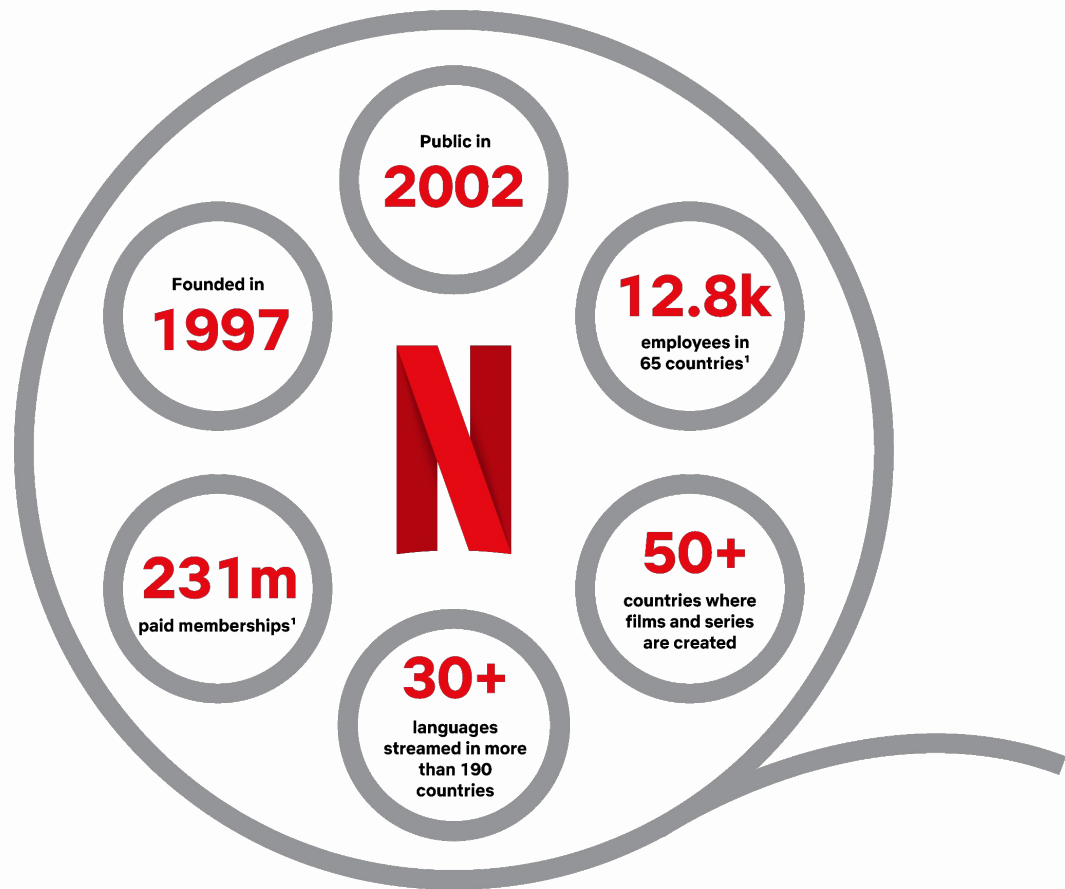 Public in
2002
Founded in
1997
12.8k
employees in
65 countries¹
N
231m
paid memberships¹
50+
countries where
films and series
are created
30+
languages
streamed in more
than 190
countries